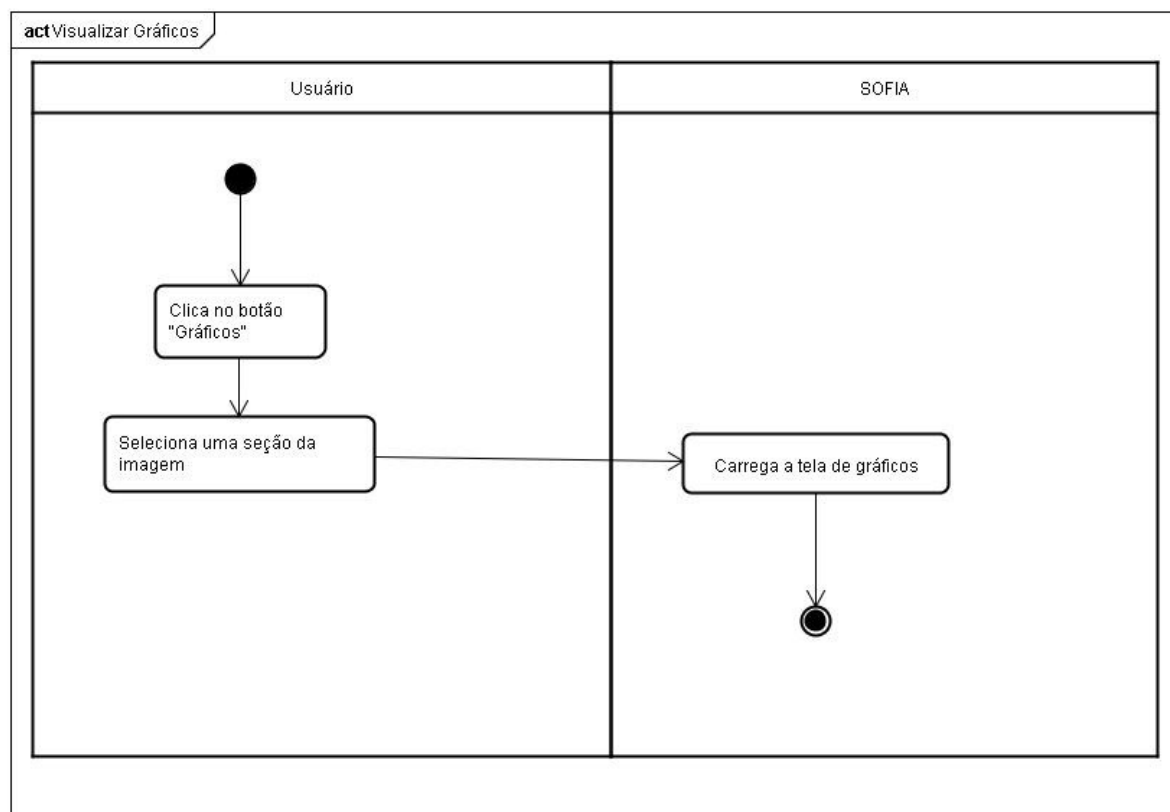 act Visualizar Gráficos
Usuário
SOFIA
Clica no botão
"Gráficos"
Seleciona uma seção da
imagem
Carrega a tela de gráficos